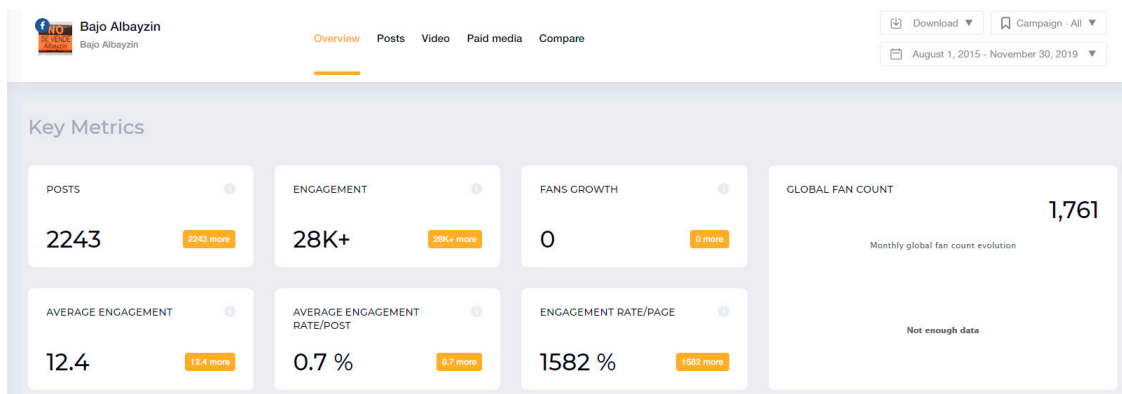 NO
SE VENDE
Albayzin
Bajo Albayzin
Bajo Albayzin
Overview Posts Video Paid media Compare
Download
Campaign - All
August 1, 2015 - November 30, 2019
Key Metrics
POSTS
2243
2243 more
ENGAGEMENT
28K+
28K+ more
FANS GROWTH
0
0 more
GLOBAL FAN COUNT
1,761
Monthly global fan count evolution
Not enough data
AVERAGE ENGAGEMENT
12.4
12.4 more
AVERAGE ENGAGEMENT
RATE/POST
0.7 %
0.7 more
ENGAGEMENT RATE/PAGE
1582 %
1582 more